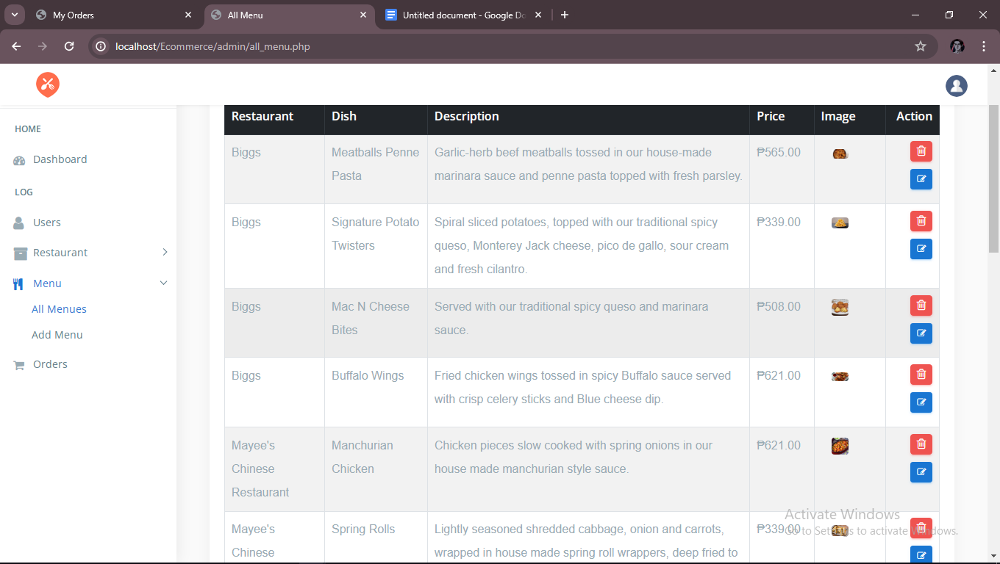 My Orders
All Menu
Untitled document - Google Do
localhost/Ecommerce/admin/all_menu.php
HOME
Dashboard
LOG
Users
Restaurant
Menu
All Menues
Add Menu
Orders
Restaurant Dish Description Price Image Action
Biggs Meatballs Penne Garlic-herb beef meatballs tossed in our house-made ₱565.00
Pasta marinara sauce and penne pasta topped with fresh parsley.
Biggs Signature Potato Spiral sliced potatoes, topped with our traditional spicy ₱339.00
Twisters queso, Monterey Jack cheese, pico de gallo, sour cream
and fresh cilantro.
Biggs Mac N Cheese Served with our traditional spicy queso and marinara ₱508.00
Bites sauce.
Biggs Buffalo Wings Fried chicken wings tossed in spicy Buffalo sauce served ₱621.00
with crisp celery sticks and Blue cheese dip.
Mayee's Manchurian Chicken pieces slow cooked with spring onions in our ₱621.00
Chinese Chicken house made manchurian style sauce.
Restaurant
Mayee's Spring Rolls Lightly seasoned shredded cabbage, onion and carrots, ₱339.00
Chinese wrapped in house made spring roll wrappers, deep fried to
Activate Windows
Go to Settings to activate Windows.